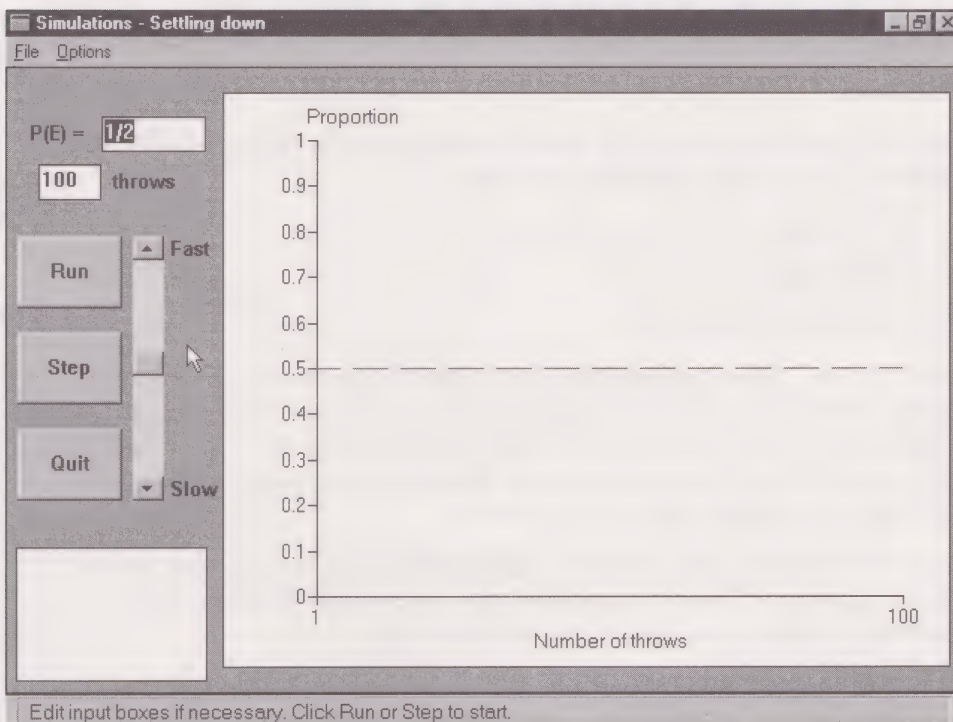 Simulations - Settling down
File Options
P(E) = 1/2
100 throws
Run
Step
Quit
Fast
Slow
Proportion
1
0.9
0.8
0.7
0.6
0.5
0.4
0.3
0.2
0.1
0
1
100
Number of throws
Edit input boxes if necessary. Click Run or Step to start.